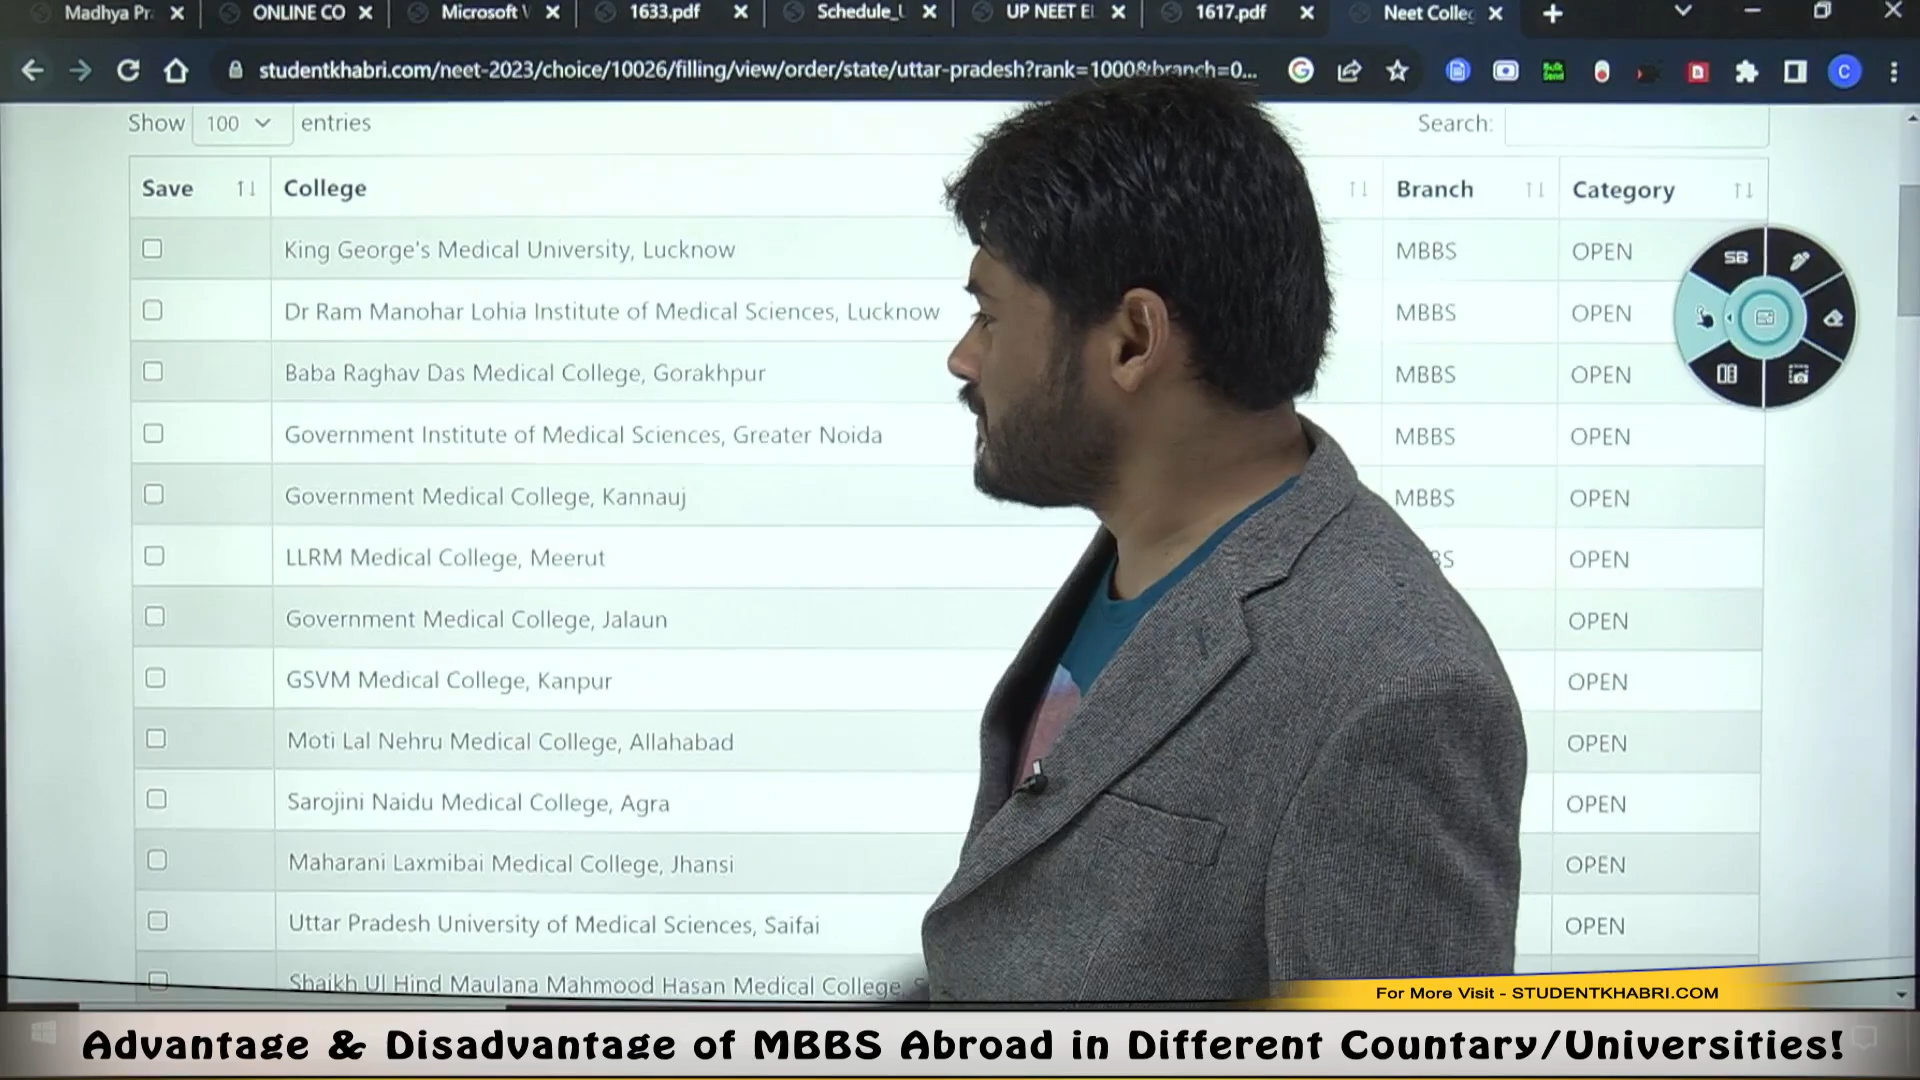 Madhya Pr
ONLINE CO
Microsoft
1633.pdf
Schedule_
UP NEET
1617.pdf
Neet Colle
studentkhabri.com/neet-2023/choice/10026/filling/view/order/state/uttar-pradesh?rank=1000&branch=0...
C
Show 100 entries
Search:
Save
College
Branch
Category
King George's Medical University, Lucknow MBBS OPEN
Dr Ram Manohar Lohia Institute of Medical Sciences, Lucknow MBBS OPEN
Baba Raghav Das Medical College, Gorakhpur MBBS OPEN
Government Institute of Medical Sciences, Greater Noida MBBS OPEN
Government Medical College, Kannauj MBBS OPEN
LLRM Medical College, Meerut BS OPEN
Government Medical College, Jalaun OPEN
GSVM Medical College, Kanpur OPEN
Moti Lal Nehru Medical College, Allahabad OPEN
Sarojini Naidu Medical College, Agra OPEN
Maharani Laxmibai Medical College, Jhansi OPEN
Uttar Pradesh University of Medical Sciences, Saifai OPEN
Shaikh Ul Hind Maulana Mahmood Hasan Medical College,
SB
For More Visit - STUDENTKHABRI.COM
Advantage & Disadvantage of MBBS Abroad in Different Countary/Universities!